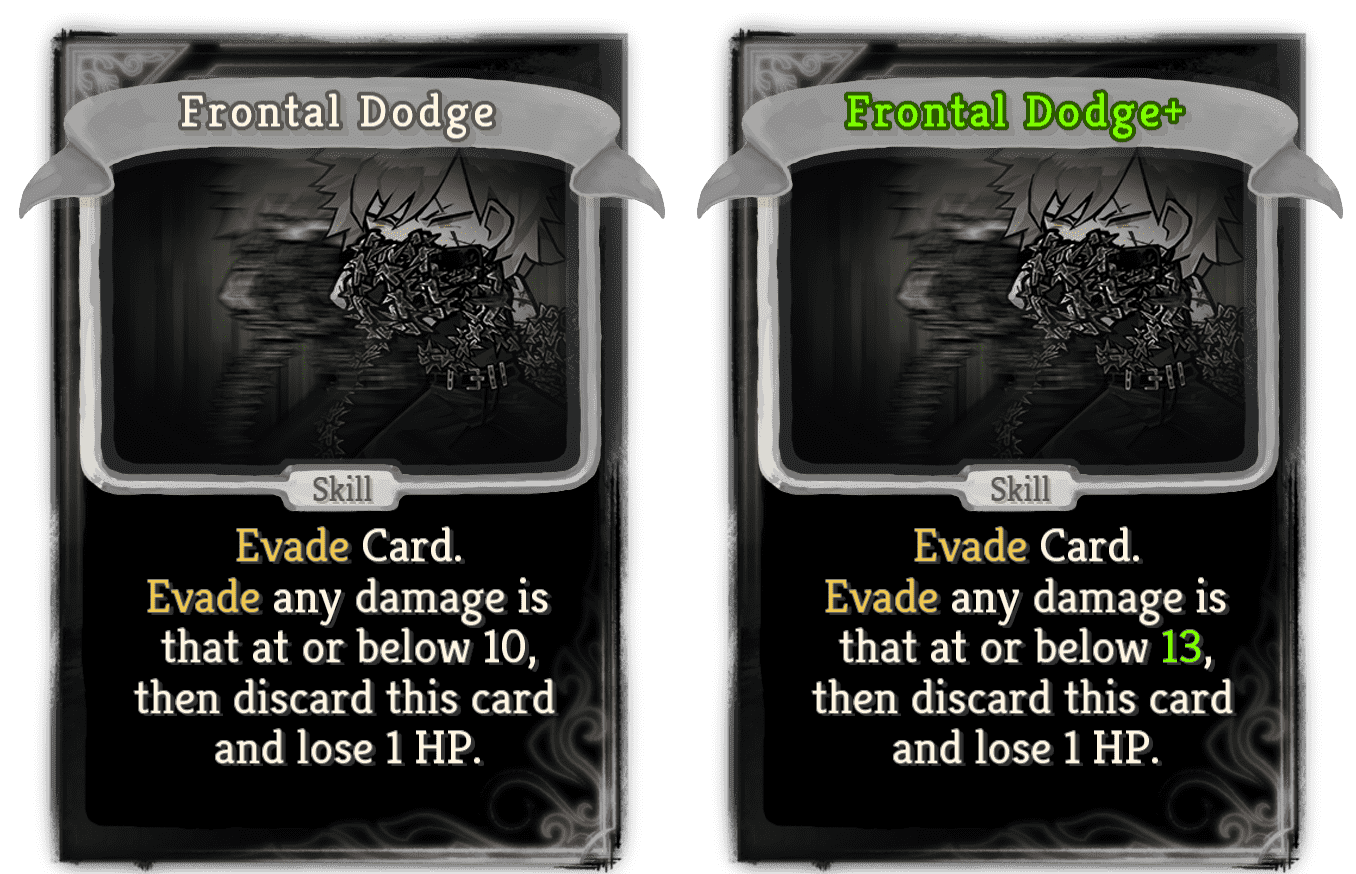 Frontal Dodge
Skill
Evade Card.
Evade any damage is
that at or below 10,
then discard this card
and lose 1 HP.
Frontal Dodge+
Skill
Evade Card.
Evade any damage is
that at or below 13,
then discard this card
and lose 1 HP.